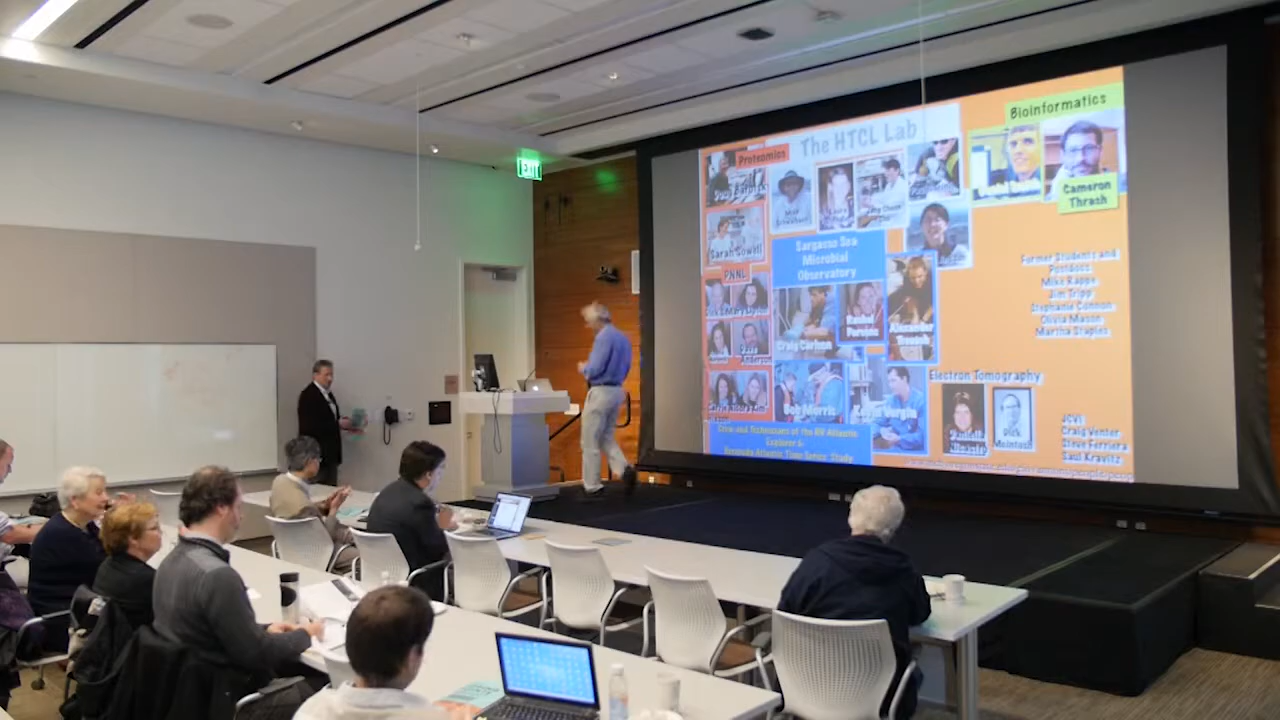 EXIT
The HTCL Lab
Bioinformatics
Proteomics
Cameron
Thrash
Sarah Sowell
Sargasso Sea
Microbial
Observatory
PNNL
Former Students and
Postdocs
Mike Rappe
Jim Tripp
Stephanie Connon
Olivia Mason
Martha Staples
Rachel
Parsons
Alexander
Craig Carlson
Electron Tomography
Bob Morris
Kevin Vergin
Dick
McIntosh
JCVI
Craig Venter
Steve Ferreira
Saul Kravitz
Crew and Technicians of the RV Atlantic
Explorer &
Bermuda Atlantic Time Series Study